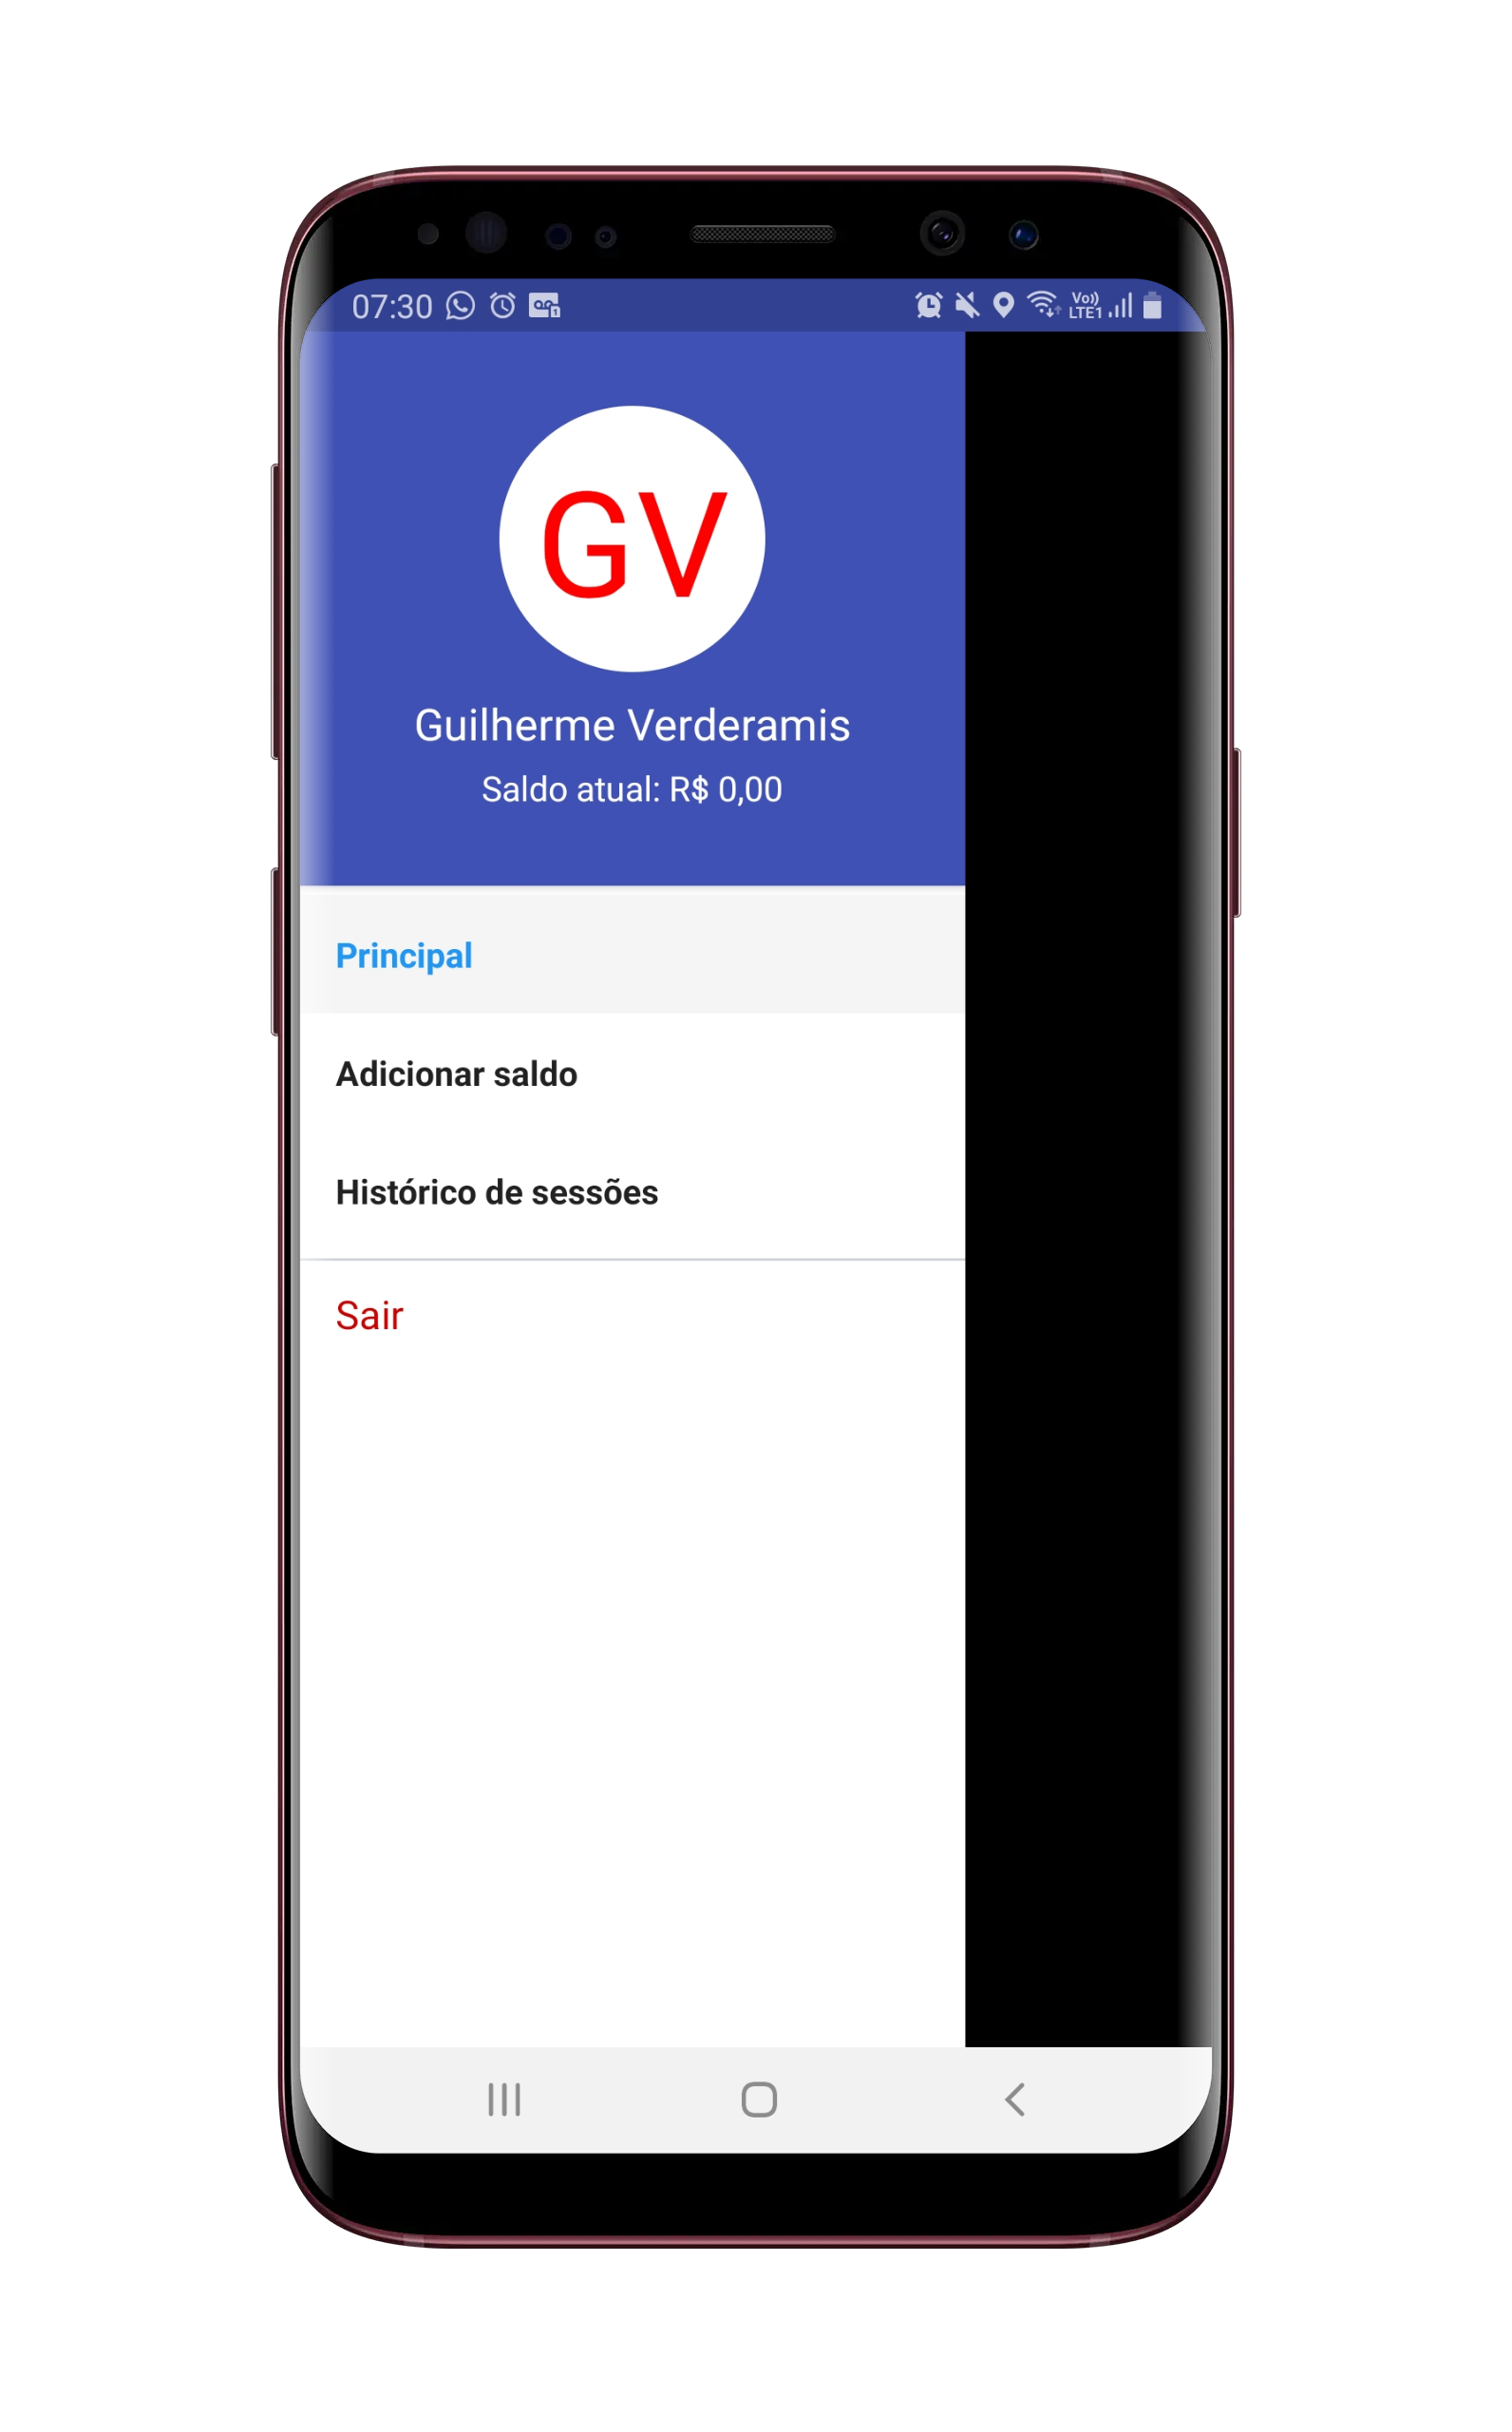 07:30 Vo)) LTE1
GV
Guilherme Verderamis
Saldo atual: R$ 0,00
Principal
Adicionar saldo
Histórico de sessões
Sair